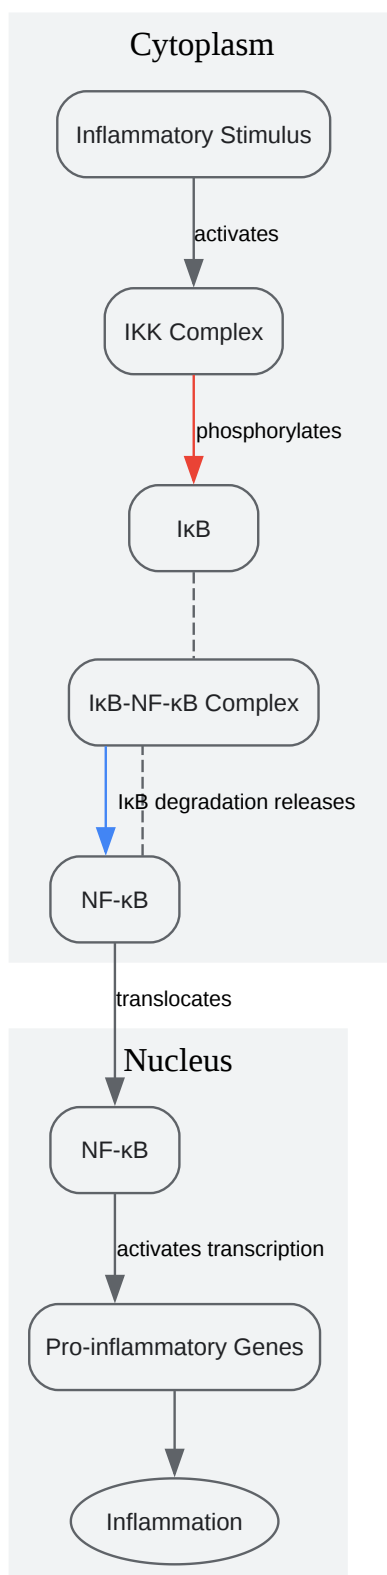 Cytoplasm
Inflammatory Stimulus
activates
IKK Complex
phosphorylates
IκB
IκB-NF-κB Complex
IκB degradation releases
NF-κB
translocates
Nucleus
NF-κB
activates transcription
Pro-inflammatory Genes
Inflammation